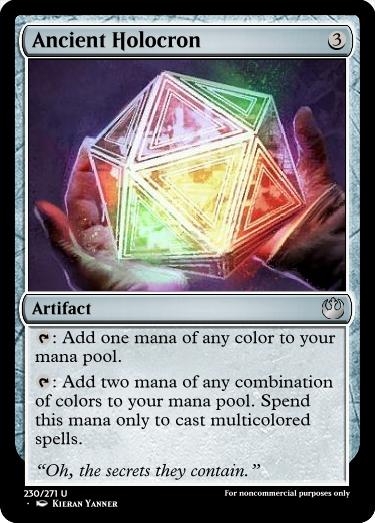 Ancient Holocron 3
Artifact
: Add one mana of any color to your
mana pool.
: Add two mana of any combination
of colors to your mana pool. Spend
this mana only to cast multicolored
spells.
“Oh, the secrets they contain.”
230/271 U
For noncommercial purposes only
· Kieran Yanner